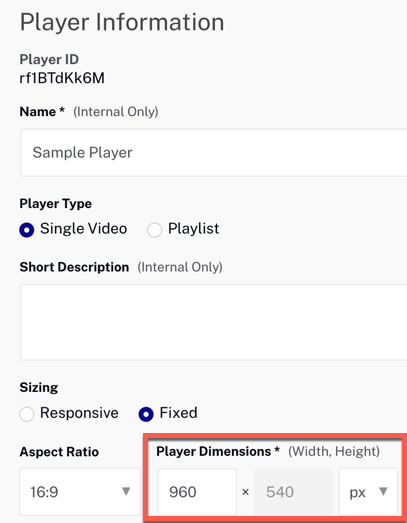 Player Information
Player ID
rf1BTdKk6M
Name * (Internal Only)
Sample Player
Player Type
Single Video Playlist
Short Description (Internal Only)
Sizing
Responsive Fixed
Aspect Ratio Player Dimensions * (Width, Height)
16:9 960 × 540 px